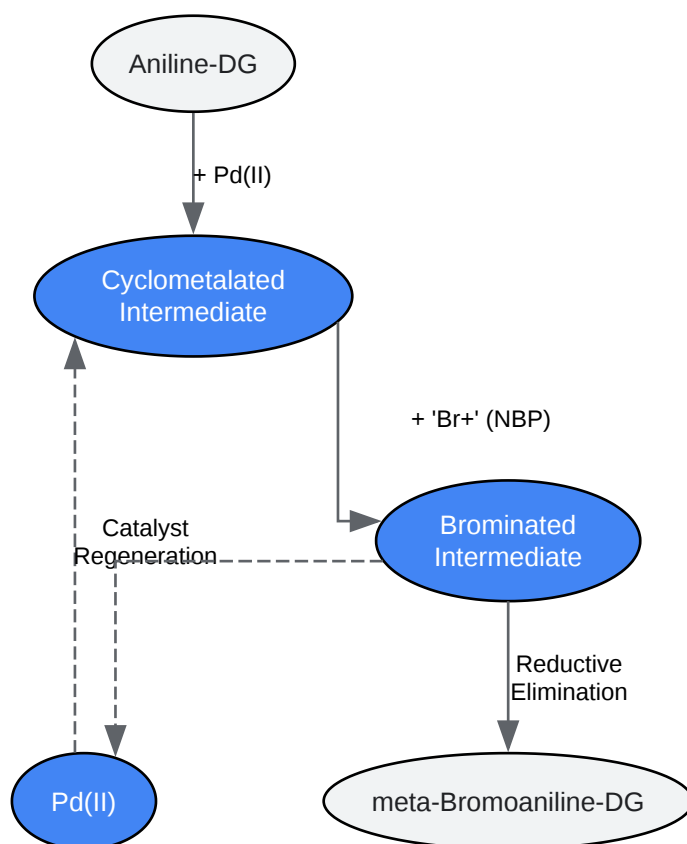 Aniline-DG
+ Pd(II)
Cyclometalated
Intermediate
+ 'Br+' (NBP)
Catalyst
Regeneration
Brominated
Intermediate
Reductive
Elimination
Pd(II)
meta-Bromoaniline-DG